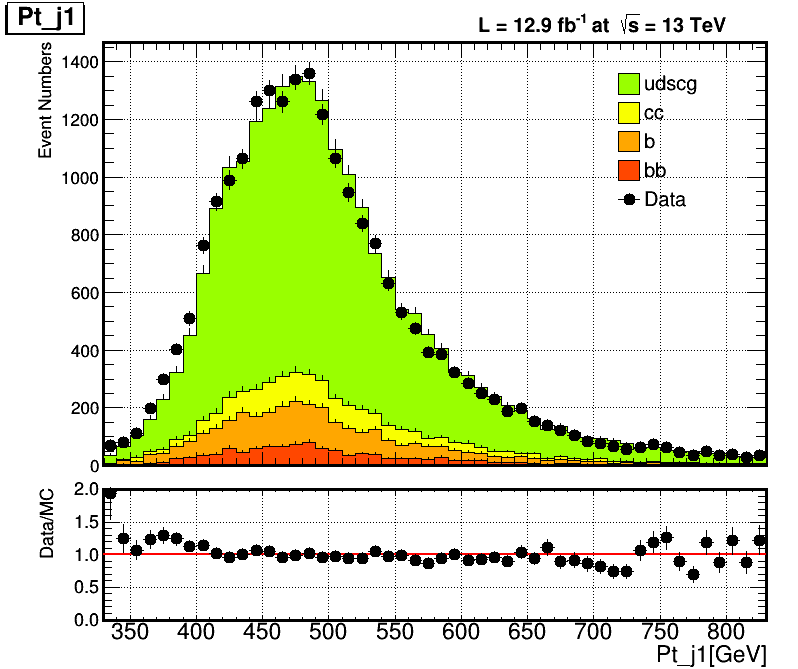 Pt_j1
L = 12.9 fb⁻¹ at √s = 13 TeV
Event Numbers
1400
1200
1000
800
600
400
200
0
udscg
cc
b
bb
Data
Data/MC
2.0
1.5
1.0
0.5
0.0
350 400 450 500 550 600 650 700 750 800
Pt_j1[GeV]